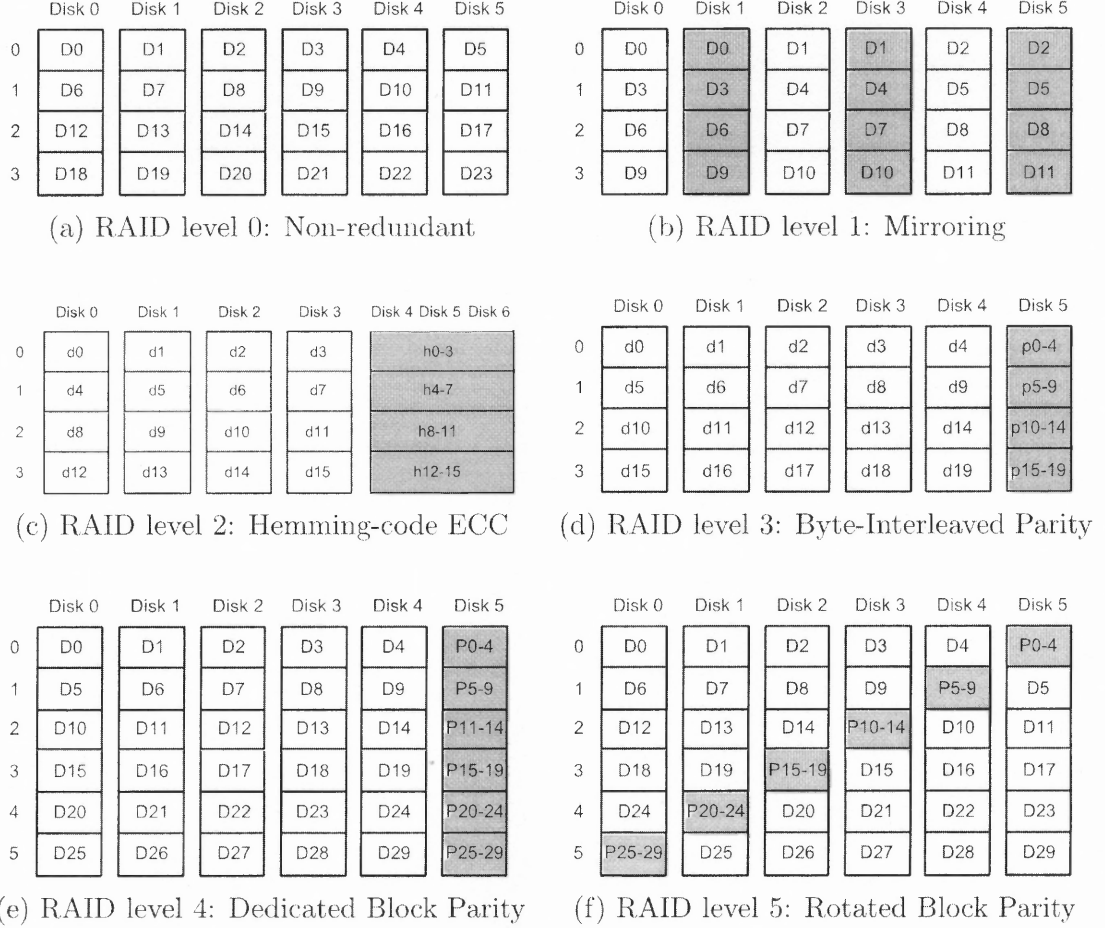 Disk 0 Disk 1 Disk 2 Disk 3 Disk 4 Disk 5
0 D0 D1 D2 D3 D4 D5
1 D6 D7 D8 D9 D10 D11
2 D12 D13 D14 D15 D16 D17
3 D18 D19 D20 D21 D22 D23
(a) RAID level 0: Non-redundant
Disk 0 Disk 1 Disk 2 Disk 3 Disk 4 Disk 5
0 D0 D0 D1 D1 D2 D2
1 D3 D3 D4 D4 D5 D5
2 D6 D6 D7 D7 D8 D8
3 D9 D9 D10 D10 D11 D11
(b) RAID level 1: Mirroring
Disk 0 Disk 1 Disk 2 Disk 3 Disk 4 Disk 5 Disk 6
0 d0 d1 d2 d3 h0-3
1 d4 d5 d6 d7 h4-7
2 d8 d9 d10 d11 h8-11
3 d12 d13 d14 d15 h12-15
(c) RAID level 2: Hemming-code ECC
Disk 0 Disk 1 Disk 2 Disk 3 Disk 4 Disk 5
0 d0 d1 d2 d3 d4 p0-4
1 d5 d6 d7 d8 d9 p5-9
2 d10 d11 d12 d13 d14 p10-14
3 d15 d16 d17 d18 d19 p15-19
(d) RAID level 3: Byte-Interleaved Parity
Disk 0 Disk 1 Disk 2 Disk 3 Disk 4 Disk 5
0 D0 D1 D2 D3 D4 P0-4
1 D5 D6 D7 D8 D9 P5-9
2 D10 D11 D12 D13 D14 P11-14
3 D15 D16 D17 D18 D19 P15-19
4 D20 D21 D22 D23 D24 P20-24
5 D25 D26 D27 D28 D29 P25-29
(e) RAID level 4: Dedicated Block Parity
Disk 0 Disk 1 Disk 2 Disk 3 Disk 4 Disk 5
0 D0 D1 D2 D3 D4 P0-4
1 D6 D7 D8 D9 P5-9 D5
2 D12 D13 D14 P10-14 D10 D11
3 D18 D19 P15-19 D15 D16 D17
4 D24 P20-24 D20 D21 D22 D23
5 P25-29 D25 D26 D27 D28 D29
(f) RAID level 5: Rotated Block Parity